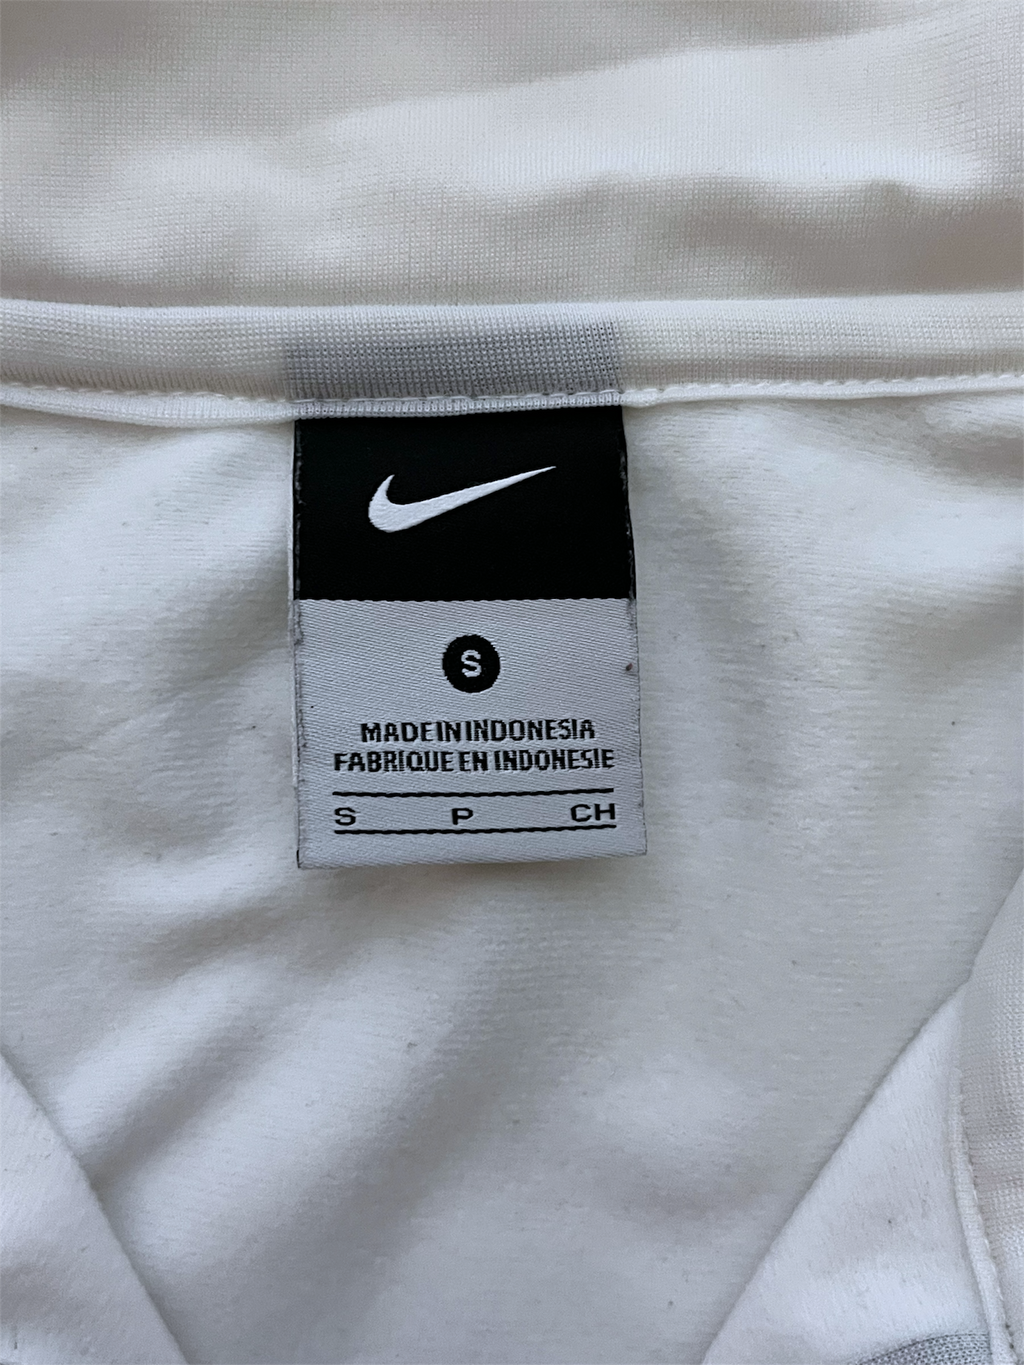 S
MADE IN INDONESIA
FABRIQUE EN INDONESIE
S P CH